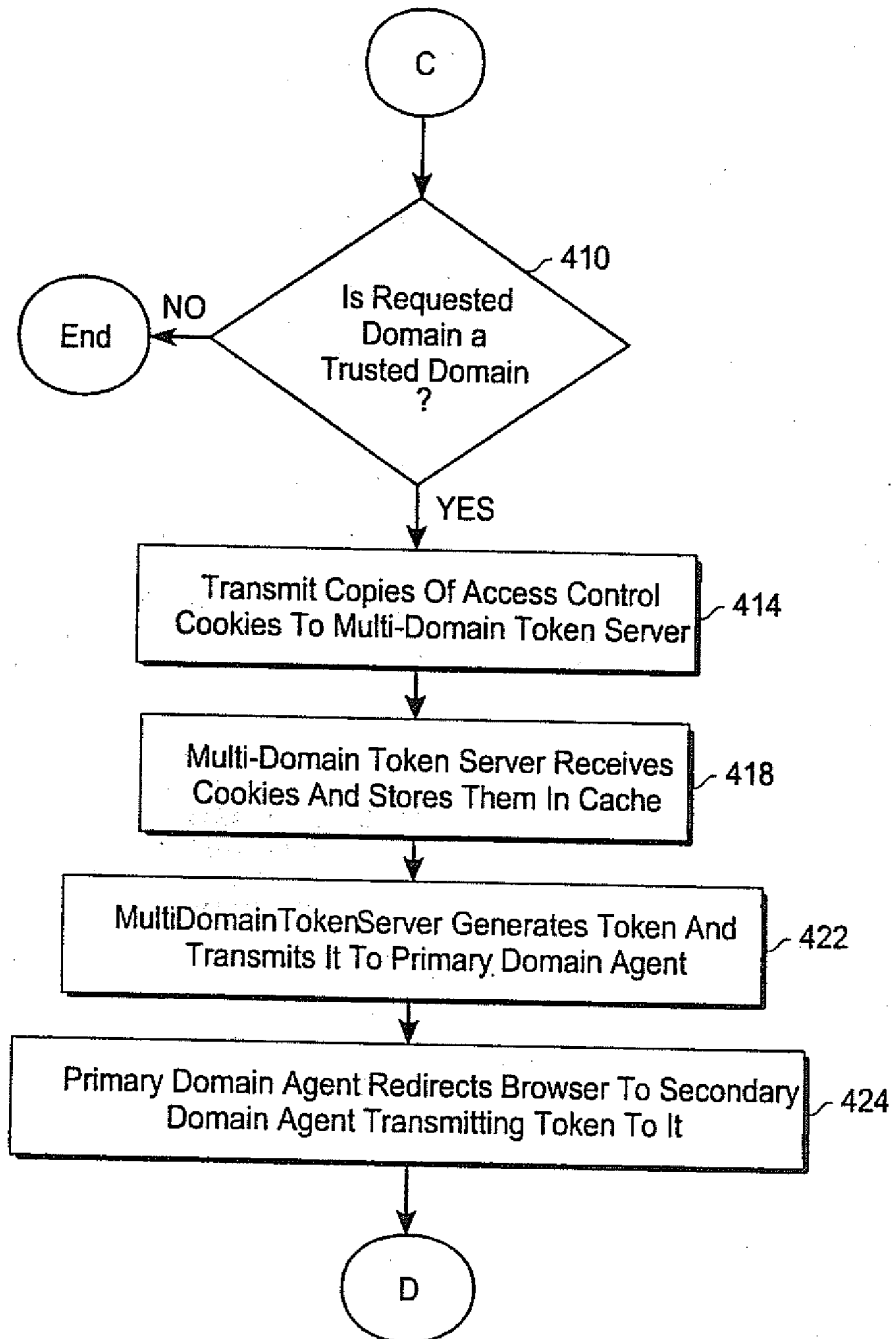 C
410
Is Requested
Domain a
Trusted Domain
?
NO
End
YES
Transmit Copies Of Access Control
Cookies To Multi-Domain Token Server
414
Multi-Domain Token Server Receives
Cookies And Stores Them In Cache
418
MultiDomainTokenServer Generates Token And
Transmits It To Primary Domain Agent
422
Primary Domain Agent Redirects Browser To Secondary
Domain Agent Transmitting Token To It
424
D